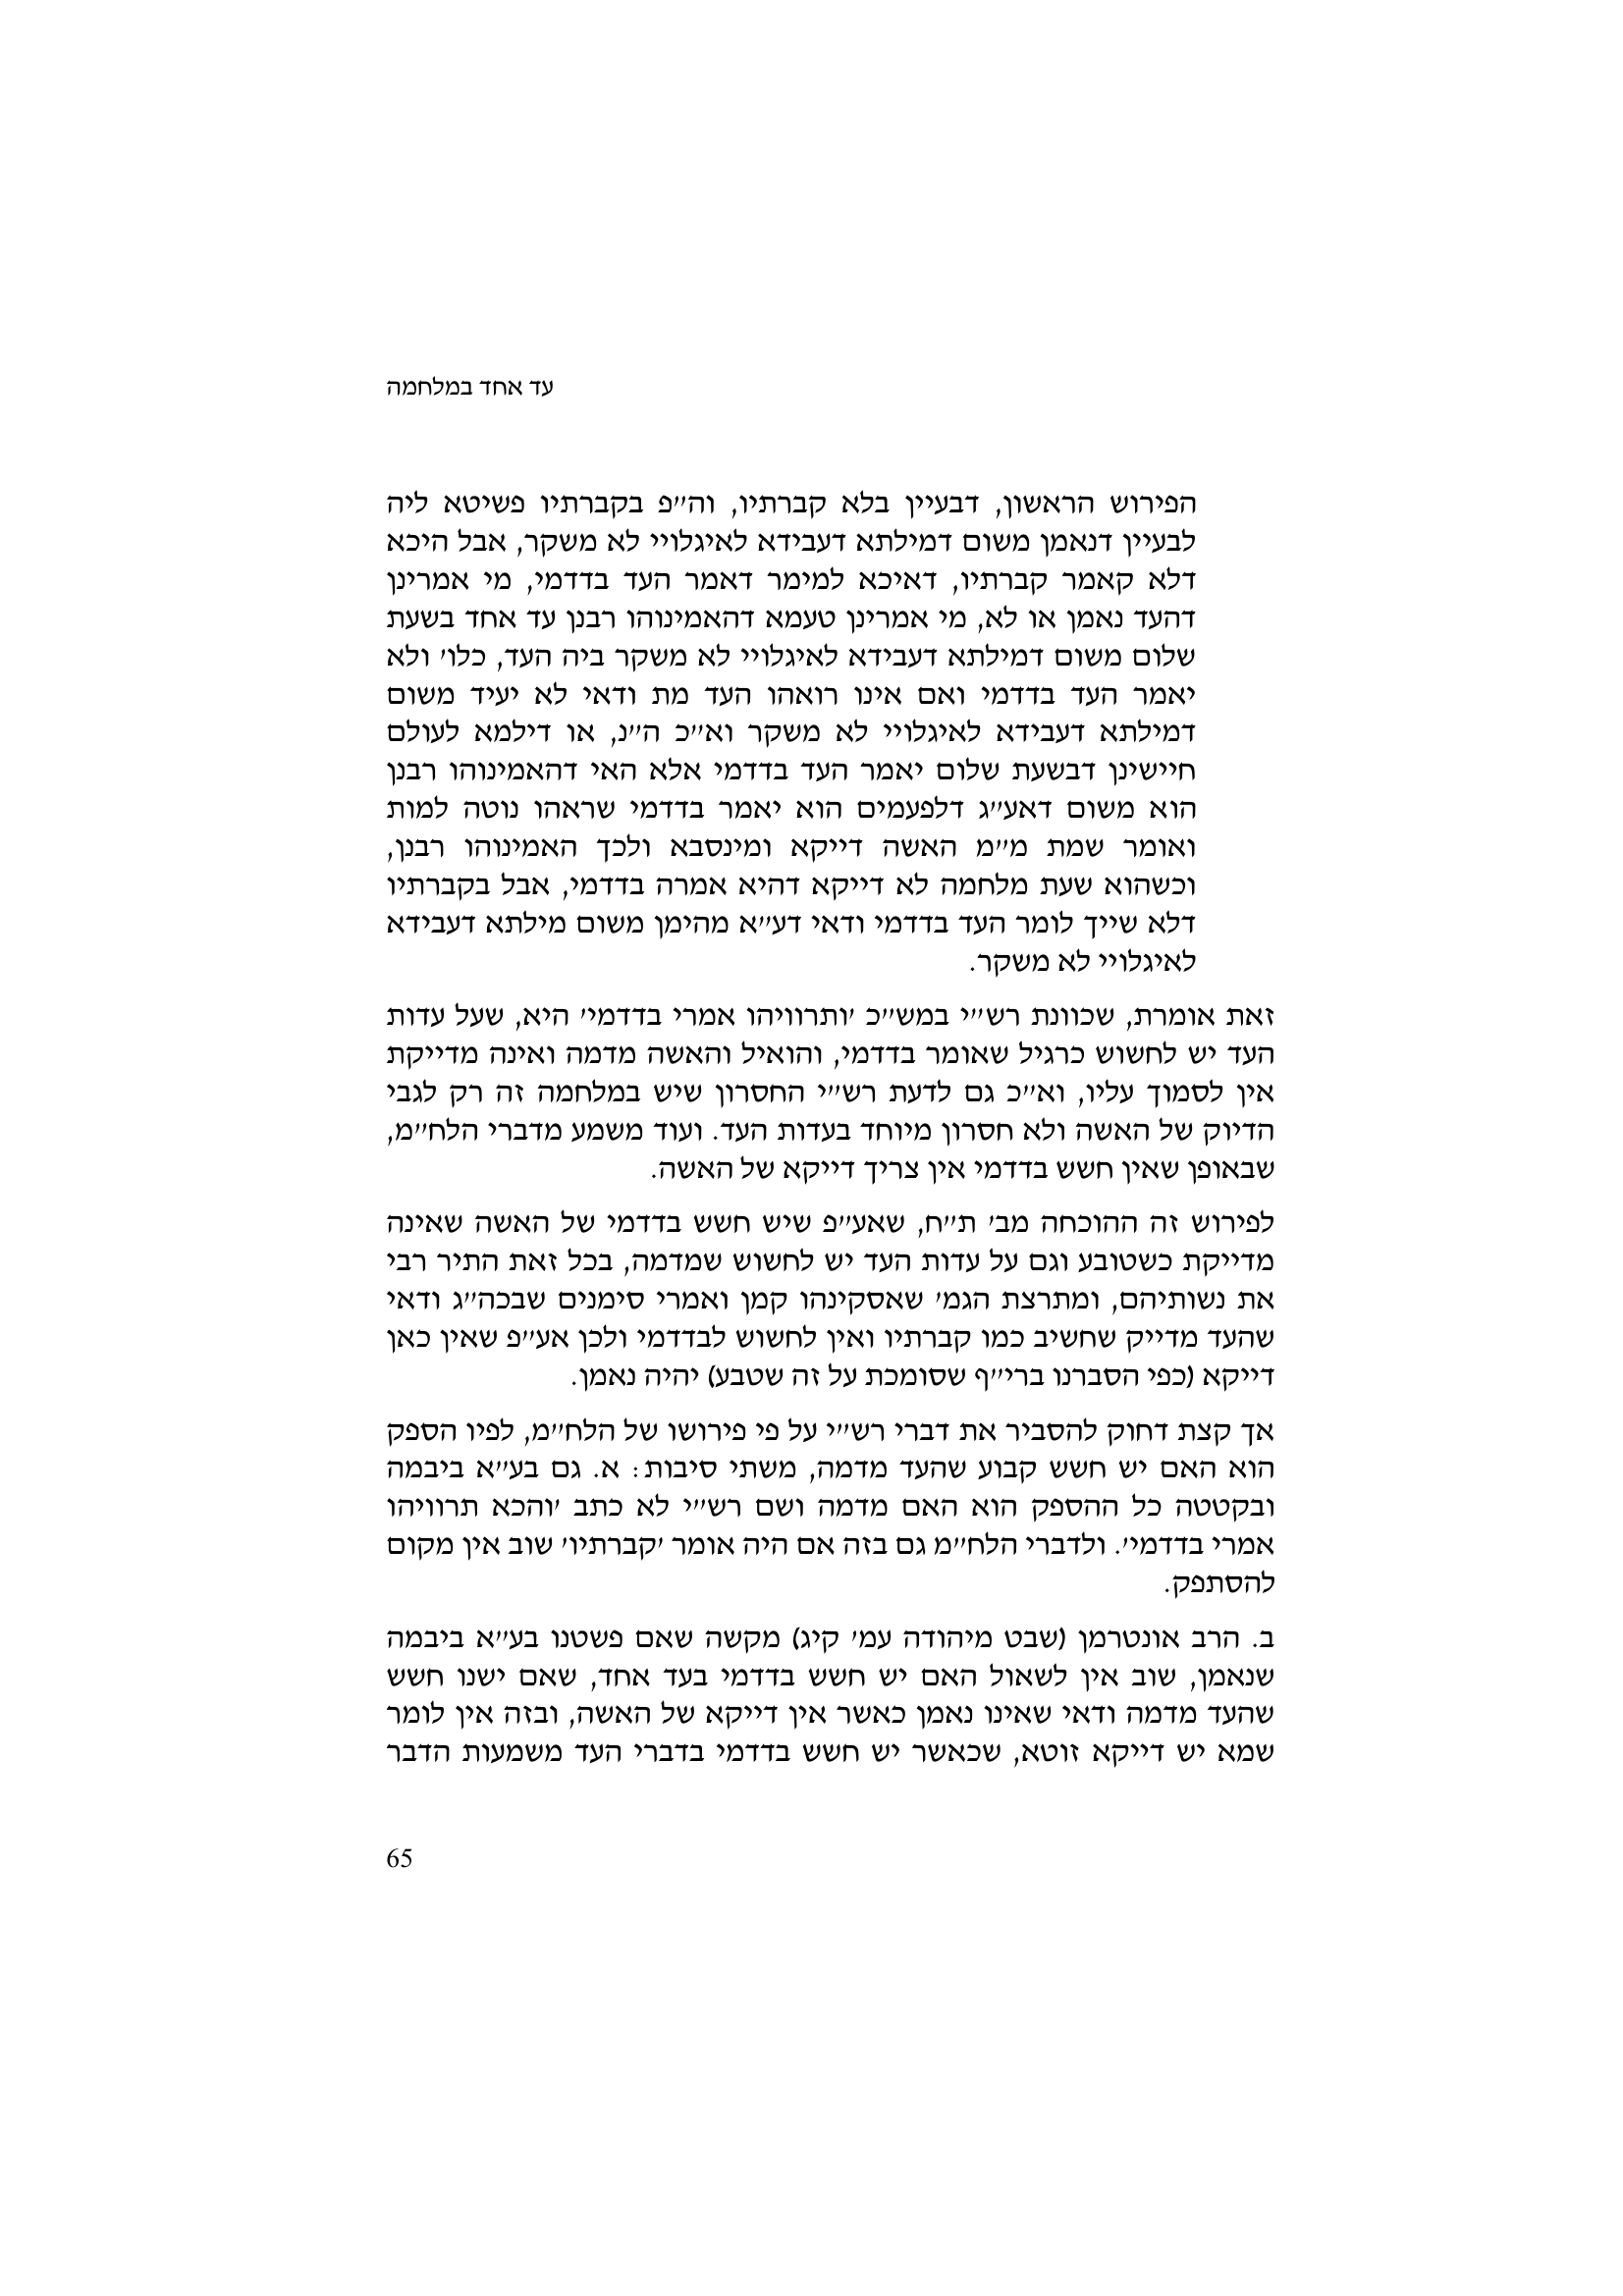 עד אחד במלחמה
הפירוש הראשון, דבעיין בלא קברתיו, וה״פ בקברתיו פשיטא ליה
לבעיין דנאמן משום דמילתא דעבידא לאיגלויי לא משקר, אבל היכא
דלא קאמר קברתיו, דאיכא למימר דאמר העד בדדמי, מי אמרינן
דהעד נאמן או לא, מי אמרינן טעמא דהאמינוהו רבנן עד אחד בשעת
שלום משום דמילתא דעבידא לאיגלויי לא משקר ביה העד, כלו׳ ולא
יאמר העד בדדמי ואם אינו רואהו העד מת ודאי לא יעיד משום
דמילתא דעבידא לאיגלויי לא משקר וא״כ ה״נ, או דילמא לעולם
חיישינן דבשעת שלום יאמר העד בדדמי אלא האי דהאמינוהו רבנן
הוא משום דאע״ג דלפעמים הוא יאמר בדדמי שראהו נוטה למות
ואומר שמת מ״מ האשה דייקא ומינסבא ולכך האמינוהו רבנן,
וכשהוא שעת מלחמה לא דייקא דהיא אמרה בדדמי, אבל בקברתיו
דלא שייך לומר העד בדדמי ודאי דע״א מהימן משום מילתא דעבידא
לאיגלויי לא משקר.
זאת אומרת, שכוונת רש״י במש״כ ׳ותרוויהו אמרי בדדמי׳ היא, שעל עדות
העד יש לחשוש כרגיל שאומר בדדמי, והואיל והאשה מדמה ואינה מדייקת
אין לסמוך עליו, וא״כ גם לדעת רש״י החסרון שיש במלחמה זה רק לגבי
הדיוק של האשה ולא חסרון מיוחד בעדות העד. ועוד משמע מדברי הלח״מ,
שבאופן שאין חשש בדדמי אין צריך דייקא של האשה.
לפירוש זה ההוכחה מב׳ ת״ח, שאע״פ שיש חשש בדדמי של האשה שאינה
מדייקת כשטובע וגם על עדות העד יש לחשוש שמדמה, בכל זאת התיר רבי
את נשותיהם, ומתרצת הגמ׳ שאסקינהו קמן ואמרי סימנים שבכה״ג ודאי
שהעד מדייק שחשיב כמו קברתיו ואין לחשוש לבדדמי ולכן אע״פ שאין כאן
דייקא (כפי הסברנו ברי״ף שסומכת על זה שטבע) יהיה נאמן.
אך קצת דחוק להסביר את דברי רש״י על פי פירושו של הלח״מ, לפיו הספק
הוא האם יש חשש קבוע שהעד מדמה, משתי סיבות: א. גם בע״א ביבמה
ובקטטה כל ההספק הוא האם מדמה ושם רש״י לא כתב ׳והכא תרוויהו
אמרי בדדמי׳. ולדברי הלח״מ גם בזה אם היה אומר ׳קברתיו׳ שוב אין מקום
להסתפק.
ב. הרב אונטרמן (שבט מיהודה עמ׳ קיג) מקשה שאם פשטנו בע״א ביבמה
שנאמן, שוב אין לשאול האם יש חשש בדדמי בעד אחד, שאם ישנו חשש
שהעד מדמה ודאי שאינו נאמן כאשר אין דייקא של האשה, ובזה אין לומר
שמא יש דייקא זוטא, שכאשר יש חשש בדדמי בדברי העד משמעות הדבר
65